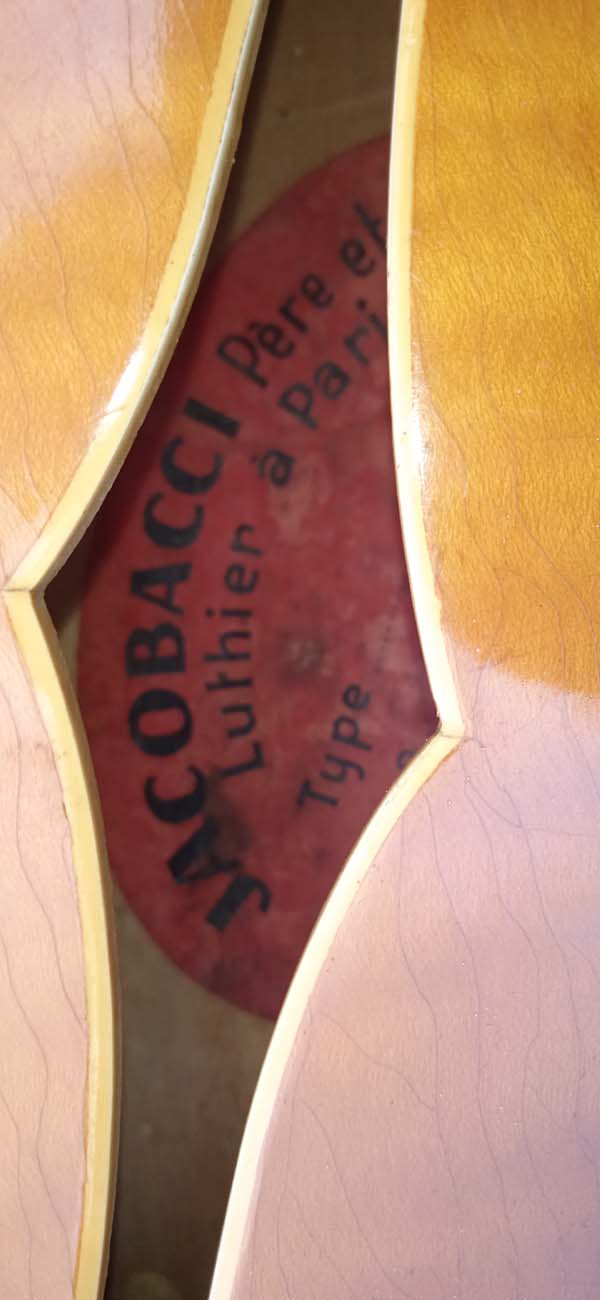 JACOBACCI Père et
Luthier à Pari
Type